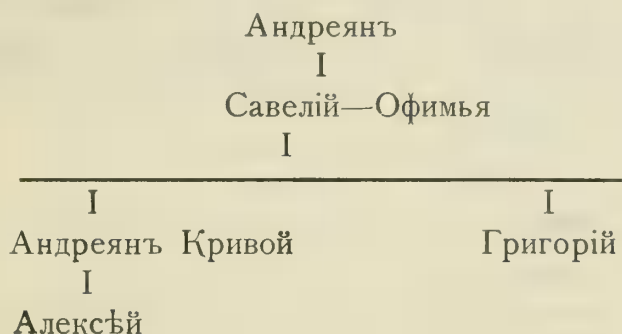 Андреянъ
I
Савелій—Офимья
I
I I
Андреянъ Кривой Григорій
I
Алексѣй